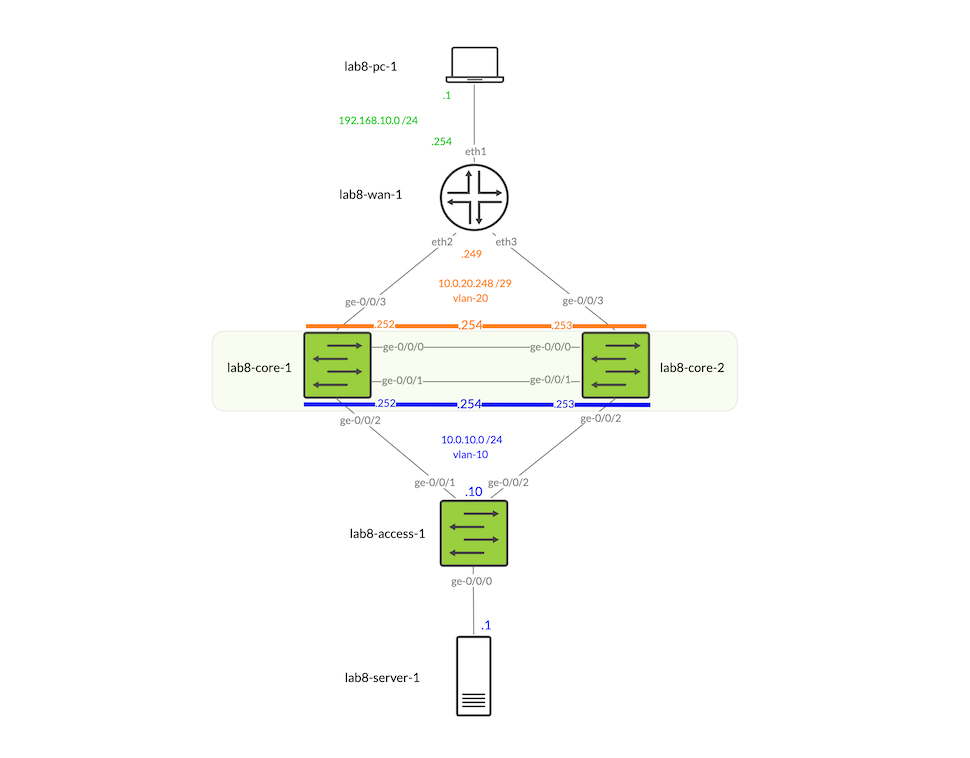 lab8-pc-1
.1
192.168.10.0 /24
.254
eth1
lab8-wan-1
eth2
eth3
.249
10.0.20.248 /29
vlan-20
ge-0/0/3
ge-0/0/3
.252
.254
.253
ge-0/0/0
ge-0/0/0
lab8-core-1
lab8-core-2
ge-0/0/1
ge-0/0/1
.252
.254
.253
ge-0/0/2
ge-0/0/2
10.0.10.0 /24
vlan-10
ge-0/0/1
ge-0/0/2
.10
lab8-access-1
ge-0/0/0
.1
lab8-server-1